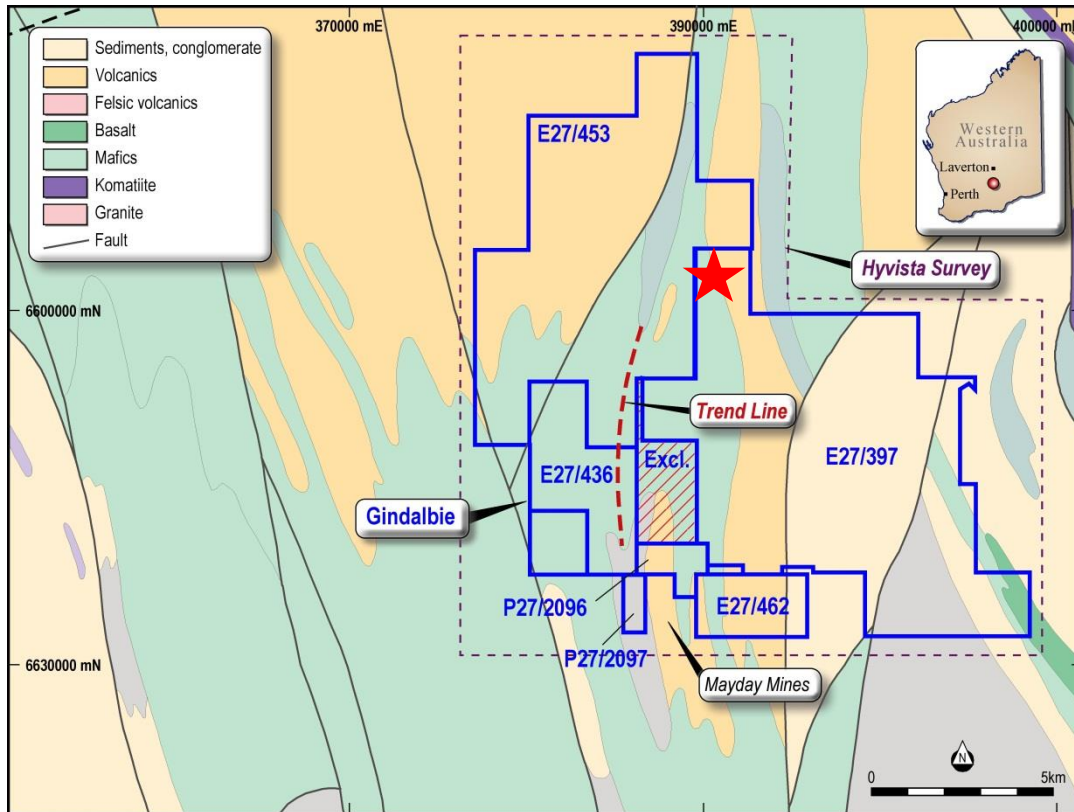 370000 mE
390000 mE
400000 mE
Sediments, conglomerate
Volcanics
Felsic volcanics
Basalt
Mafics
Komatiite
Granite
Fault
Western
Australia
Laverton
Perth
E27/453
Hyvista Survey
6600000 mN
Trend Line
Excl.
E27/436
E27/397
Gindalbie
P27/2096
E27/462
P27/2097
6630000 mN
Mayday Mines
N
0
5km